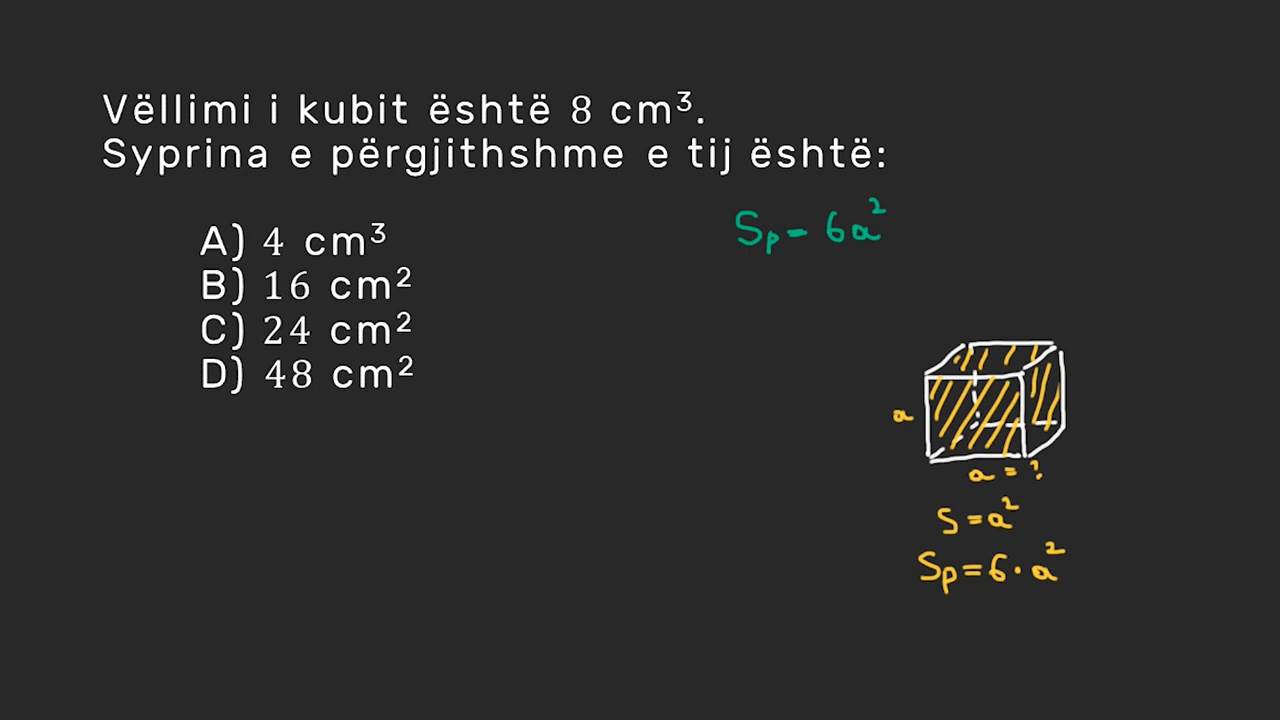 Vëllimi i kubit është 8 cm³.
Syprina e përgjithshme e tij është:
A) 4 cm³
B) 16 cm²
C) 24 cm²
D) 48 cm²
Sp = 6a²
a
a = ?
S = a²
Sp = 6 · a²